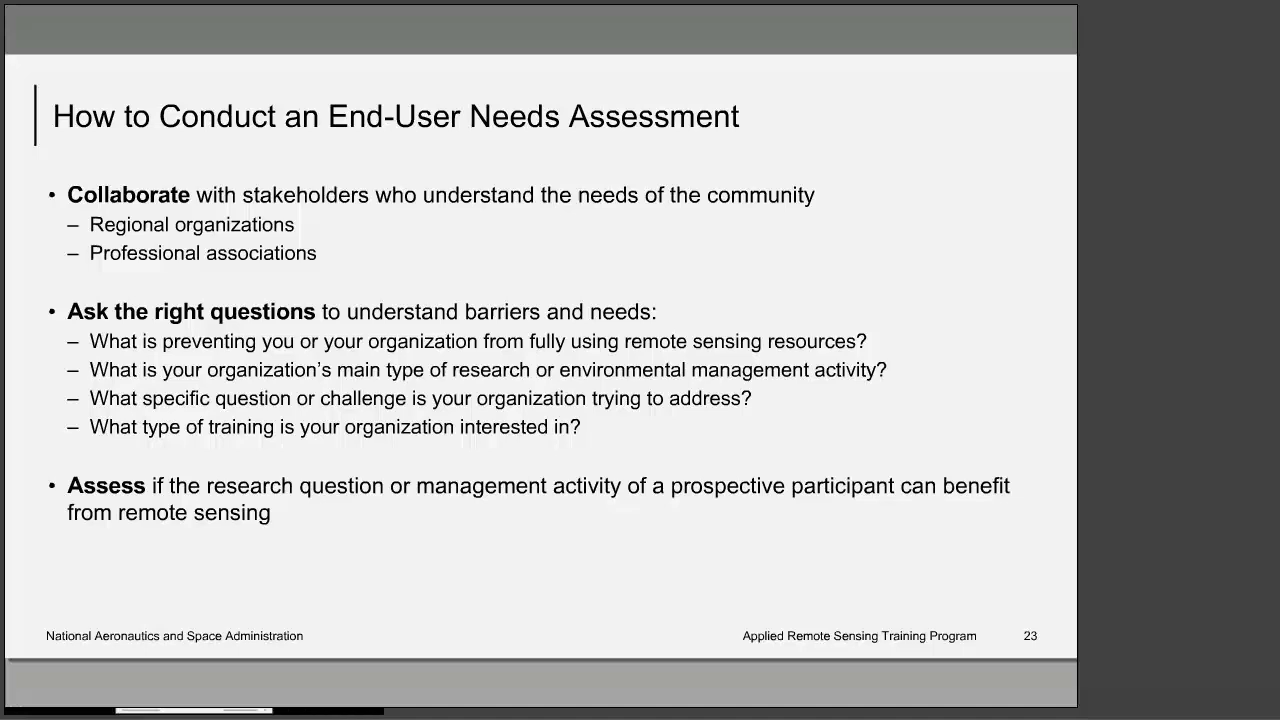 How to Conduct an End-User Needs Assessment
• Collaborate with stakeholders who understand the needs of the community
– Regional organizations
– Professional associations
• Ask the right questions to understand barriers and needs:
– What is preventing you or your organization from fully using remote sensing resources?
– What is your organization’s main type of research or environmental management activity?
– What specific question or challenge is your organization trying to address?
– What type of training is your organization interested in?
• Assess if the research question or management activity of a prospective participant can benefit
from remote sensing
National Aeronautics and Space Administration
Applied Remote Sensing Training Program
23